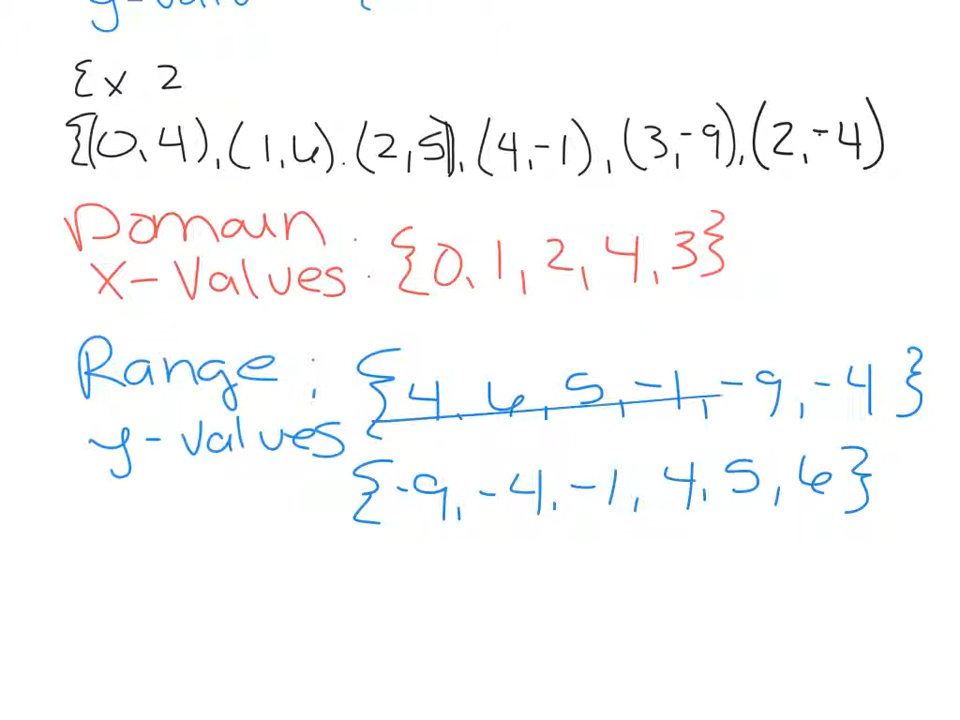 Ex 2
{(0,4),(1,6).(2,5),(4,-1),(3,-9),(2,-4)
Domain
x-Values: {0,1,2,4,3}
Range: {4,6,5,-1,-9,-4}
y-values
{-9,-4,-1,4,5,6}